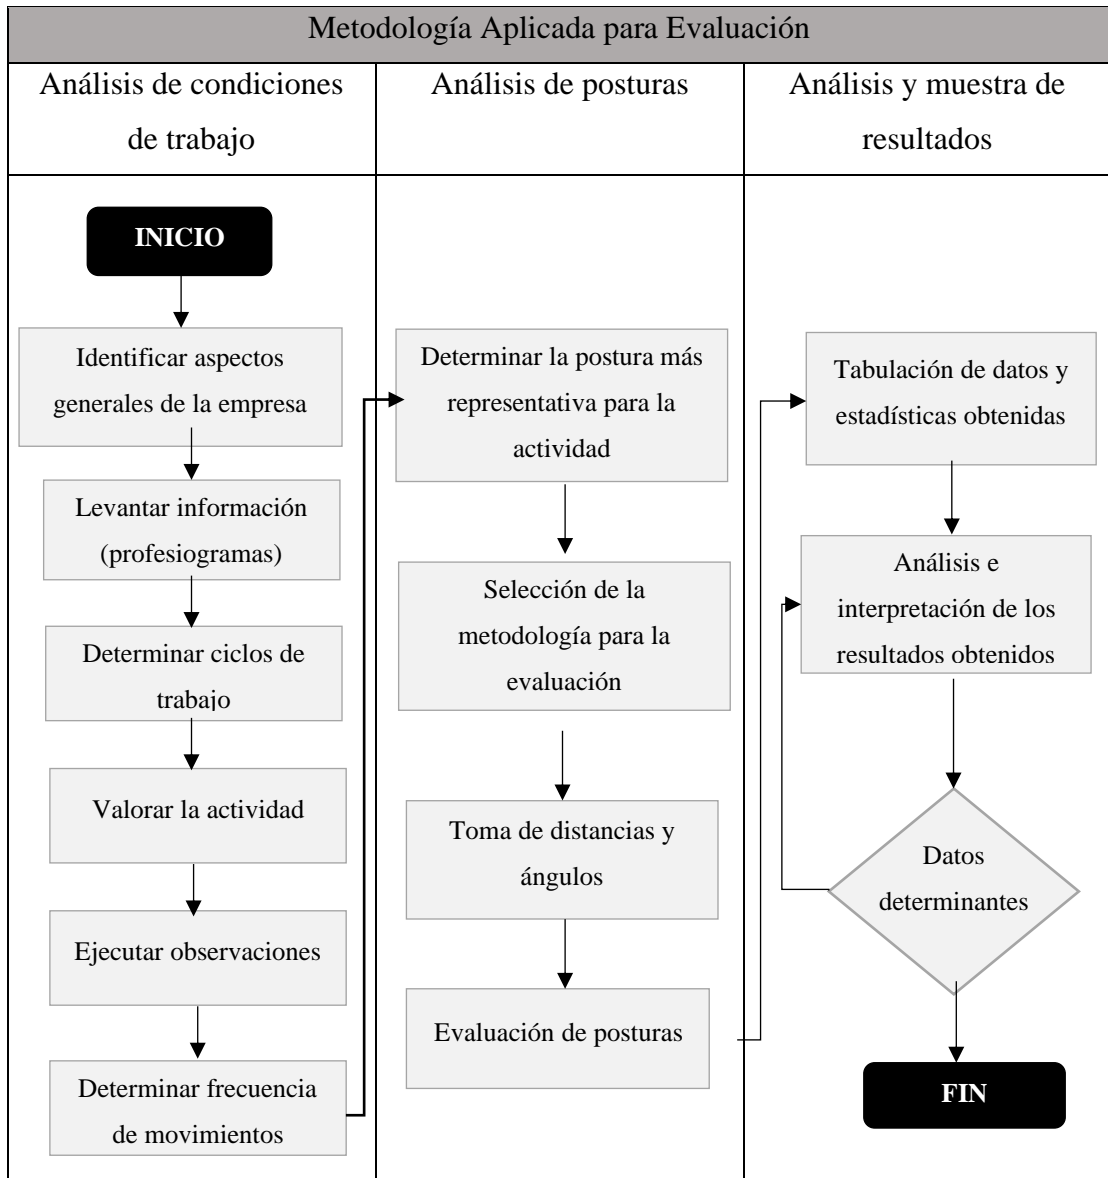 Metodología Aplicada para Evaluación
Análisis de condiciones
de trabajo
Análisis de posturas
Análisis y muestra de
resultados
INICIO
Identificar aspectos
generales de la empresa
Levantar información
(profesiogramas)
Determinar ciclos de
trabajo
Valorar la actividad
Ejecutar observaciones
Determinar frecuencia
de movimientos
Determinar la postura más
representativa para la
actividad
Selección de la
metodología para la
evaluación
Toma de distancias y
ángulos
Evaluación de posturas
Tabulación de datos y
estadísticas obtenidas
Análisis e
interpretación de los
resultados obtenidos
Datos
determinantes
FIN